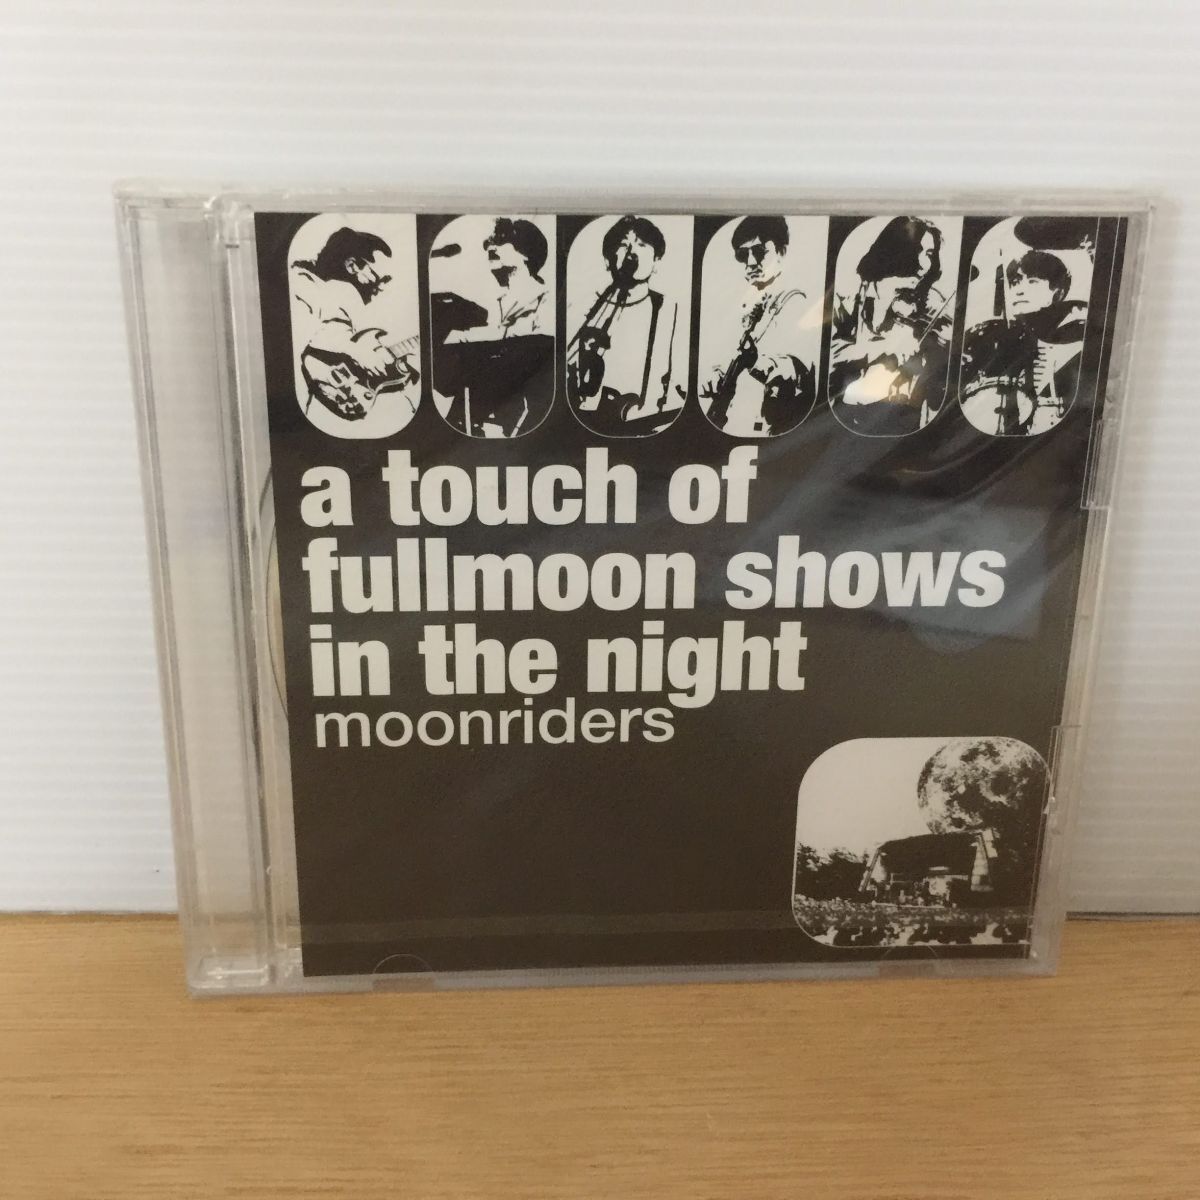 a touch of
fullmoon shows
in the night
moonriders